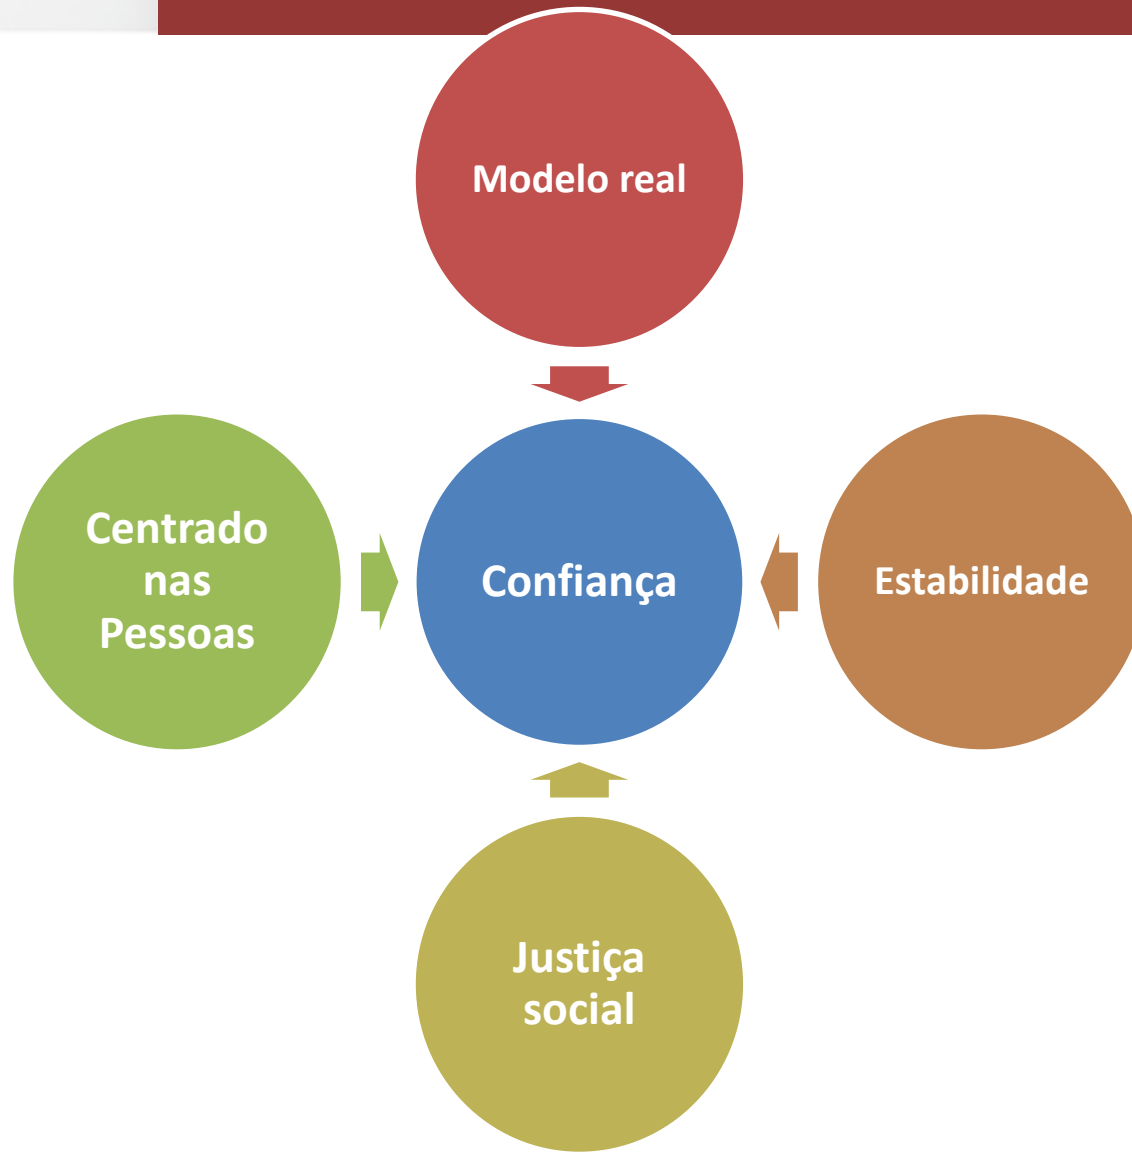 Modelo real
Centrado
nas
Pessoas
Confiança
Estabilidade
Justiça
social